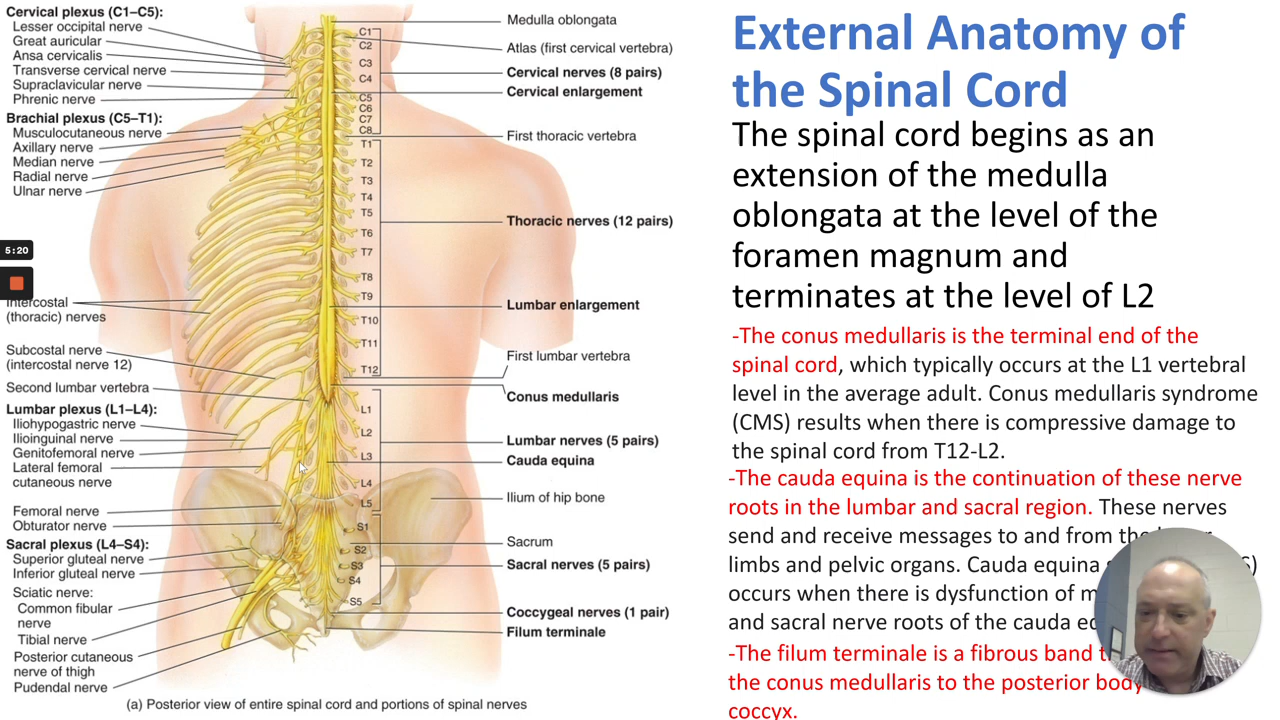 Cervical plexus (C1–C5):
Lesser occipital nerve
Great auricular
Ansa cervicalis
Transverse cervical nerve
Supraclavicular nerve
Phrenic nerve
Brachial plexus (C5–T1):
Musculocutaneous nerve
Axillary nerve
Median nerve
Radial nerve
Ulnar nerve
5:20
Intercostal
(thoracic) nerves
Subcostal nerve
(intercostal nerve 12)
Second lumbar vertebra
Lumbar plexus (L1–L4):
Iliohypogastric nerve
Ilioinguinal nerve
Genitofemoral nerve
Lateral femoral
cutaneous nerve
Femoral nerve
Obturator nerve
Sacral plexus (L4–S4):
Superior gluteal nerve
Inferior gluteal nerve
Sciatic nerve:
Common fibular
nerve
Tibial nerve
Posterior cutaneous
nerve of thigh
Pudendal nerve
C1
C2
C3
C4
C5
C6
C7
C8
T1
T2
T3
T4
T5
T6
T7
T8
T9
T10
T11
T12
L1
L2
L3
L4
L5
S1
S2
S3
S4
S5
Medulla oblongata
Atlas (first cervical vertebra)
Cervical nerves (8 pairs)
Cervical enlargement
First thoracic vertebra
Thoracic nerves (12 pairs)
Lumbar enlargement
First lumbar vertebra
Conus medullaris
Lumbar nerves (5 pairs)
Cauda equina
Ilium of hip bone
Sacrum
Sacral nerves (5 pairs)
Coccygeal nerves (1 pair)
Filum terminale
(a) Posterior view of entire spinal cord and portions of spinal nerves
External Anatomy of
the Spinal Cord
The spinal cord begins as an
extension of the medulla
oblongata at the level of the
foramen magnum and
terminates at the level of L2
-The conus medullaris is the terminal end of the
spinal cord, which typically occurs at the L1 vertebral
level in the average adult. Conus medullaris syndrome
(CMS) results when there is compressive damage to
the spinal cord from T12-L2.
-The cauda equina is the continuation of these nerve
roots in the lumbar and sacral region. These nerves
send and receive messages to and from
limbs and pelvic organs. Cauda equina
occurs when there is dysfunction of
and sacral nerve roots of the cauda
-The filum terminale is a fibrous band
the conus medullaris to the posterior body
coccyx.